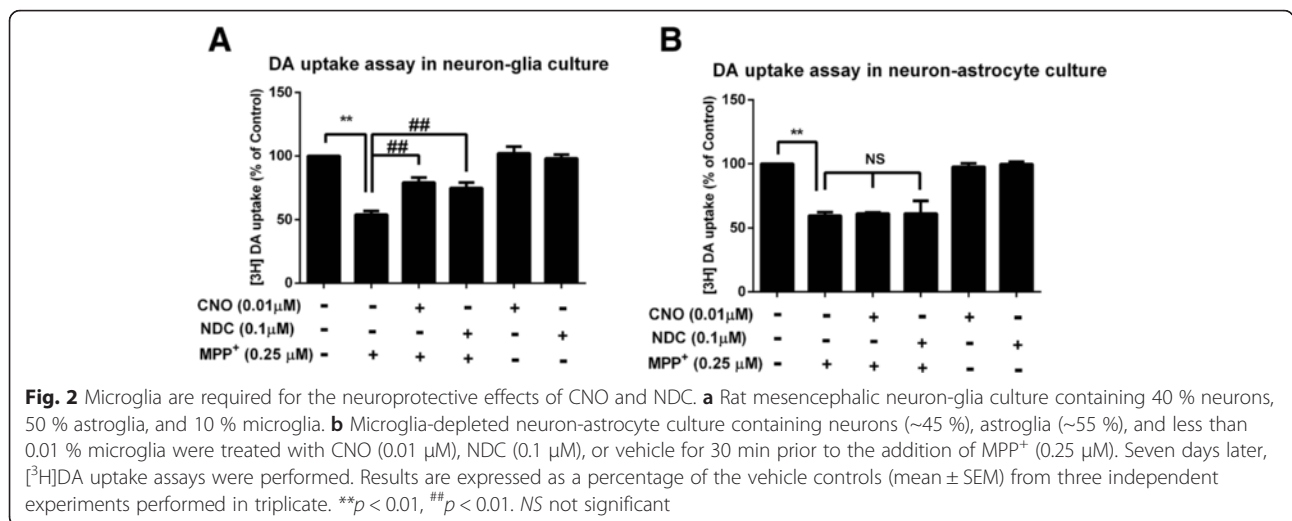 A
DA uptake assay in neuron-glia culture
[3H] DA uptake (% of Control)
150
100
50
0
**
##
##
CNO (0.01μM) - - + - + -
NDC (0.1μM) - - - + - +
MPP+ (0.25 μM) - + + + - -
B
DA uptake assay in neuron-astrocyte culture
[3H] DA uptake (% of Control)
150
100
50
0
**
NS
CNO (0.01μM) - - + - + -
NDC (0.1μM) - - - + - +
MPP+ (0.25 μM) - + + + - -
Fig. 2 Microglia are required for the neuroprotective effects of CNO and NDC. a Rat mesencephalic neuron-glia culture containing 40 % neurons,
50 % astroglia, and 10 % microglia. b Microglia-depleted neuron-astrocyte culture containing neurons (~45 %), astroglia (~55 %), and less than
0.01 % microglia were treated with CNO (0.01 μM), NDC (0.1 μM), or vehicle for 30 min prior to the addition of MPP⁺ (0.25 μM). Seven days later,
[³H]DA uptake assays were performed. Results are expressed as a percentage of the vehicle controls (mean ± SEM) from three independent
experiments performed in triplicate. **p < 0.01, ##p < 0.01. NS not significant